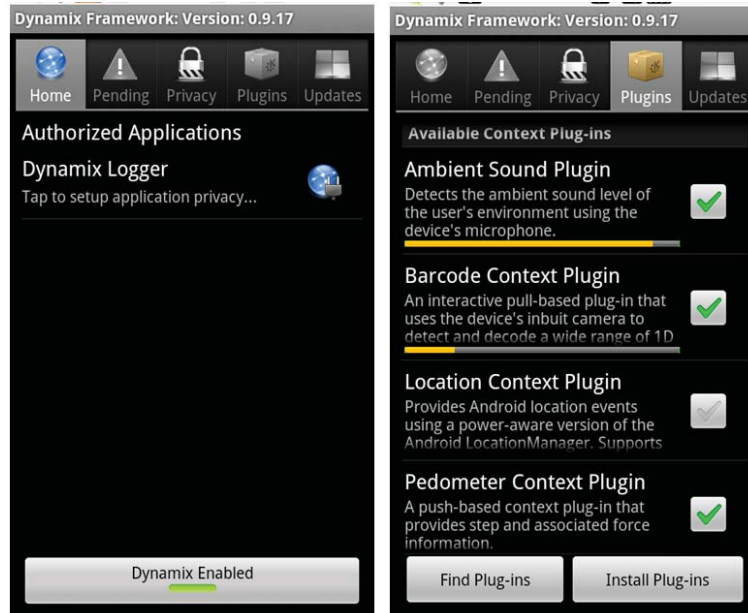 Dynamix Framework: Version: 0.9.17
Home Pending Privacy Plugins Updates
Authorized Applications
Dynamix Logger
Tap to setup application privacy...
Dynamix Enabled
Dynamix Framework: Version: 0.9.17
Home Pending Privacy Plugins Updates
Available Context Plug-ins
Ambient Sound Plugin
Detects the ambient sound level of
the user's environment using the
device's microphone.
Barcode Context Plugin
An interactive pull-based plug-in that
uses the device's inbuit camera to
detect and decode a wide range of 1D
Location Context Plugin
Provides Android location events
using a power-aware version of the
Android LocationManager. Supports
Pedometer Context Plugin
A push-based context plug-in that
provides step and associated force
information.
Find Plug-ins Install Plug-ins